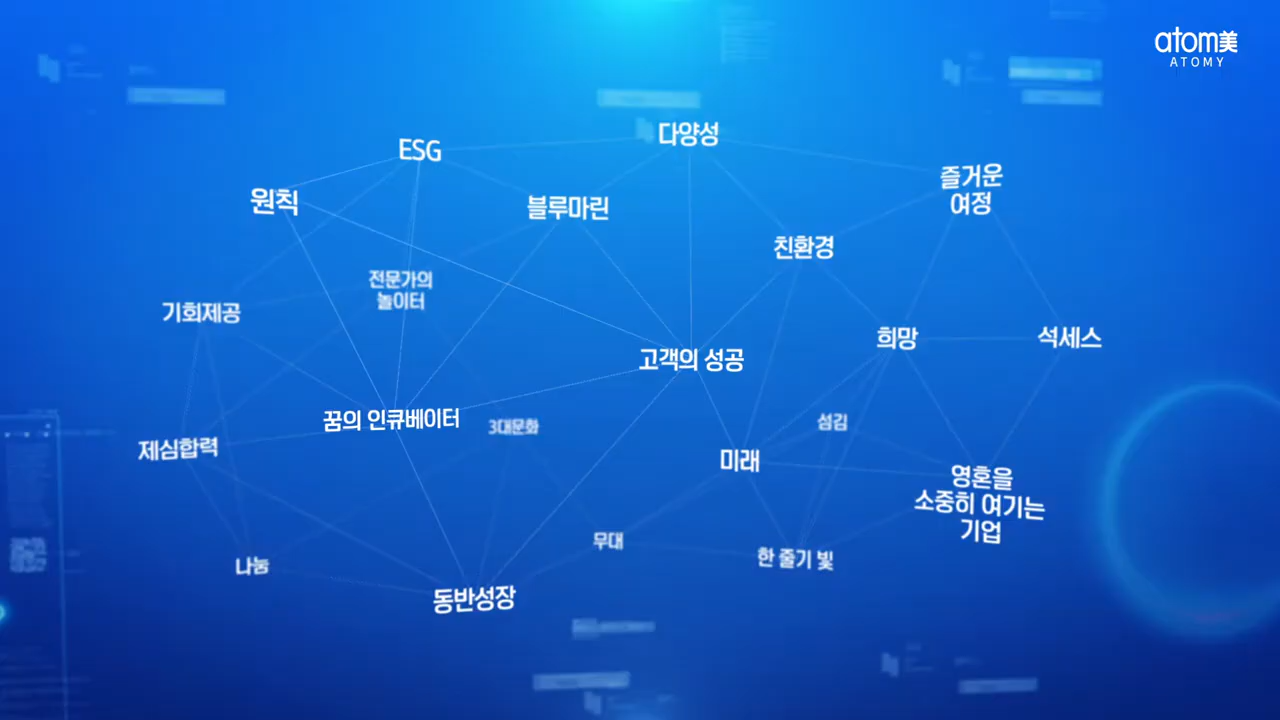 atom美
ATOMY
ESG
다양성
원칙
블루마린
즐거운
여정
친환경
전문가의
놀이터
기회제공
고객의 성공
희망
석세스
꿈의 인큐베이터
3대문화
섬김
제심합력
미래
영혼을
소중히 여기는
기업
나눔
무대
한 줄기 빛
동반성장